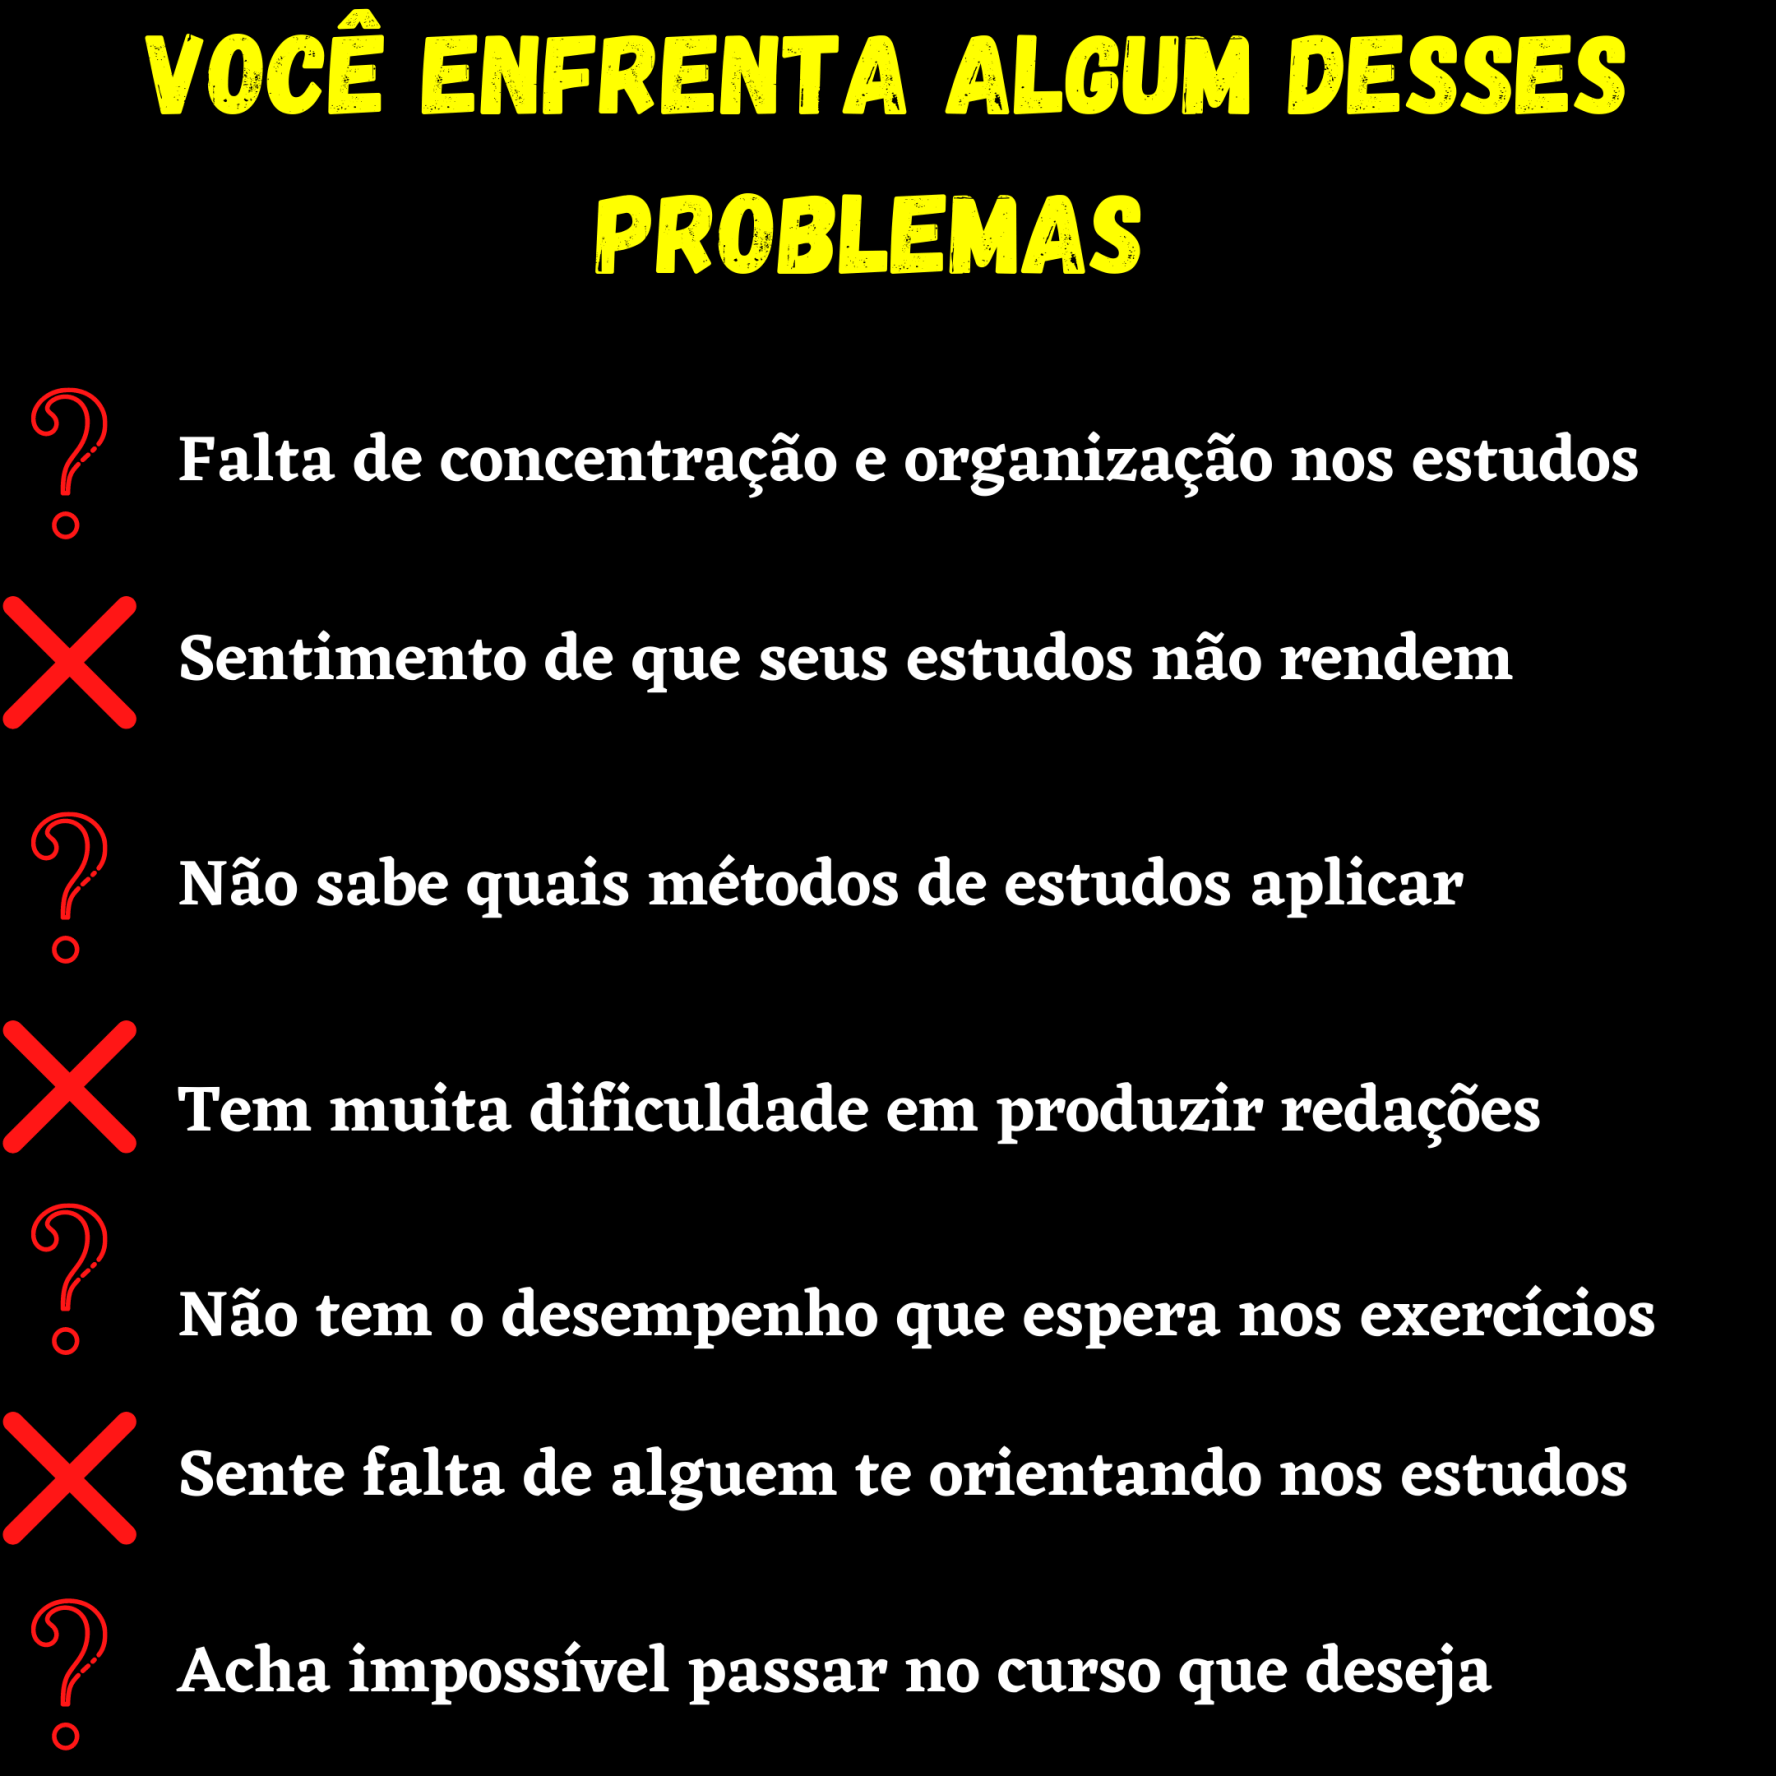 VOCÊ ENFRENTA ALGUM DESSES
PROBLEMAS
Falta de concentração e organização nos estudos
Sentimento de que seus estudos não rendem
Não sabe quais métodos de estudos aplicar
Tem muita dificuldade em produzir redações
Não tem o desempenho que espera nos exercícios
Sente falta de alguem te orientando nos estudos
Acha impossível passar no curso que deseja